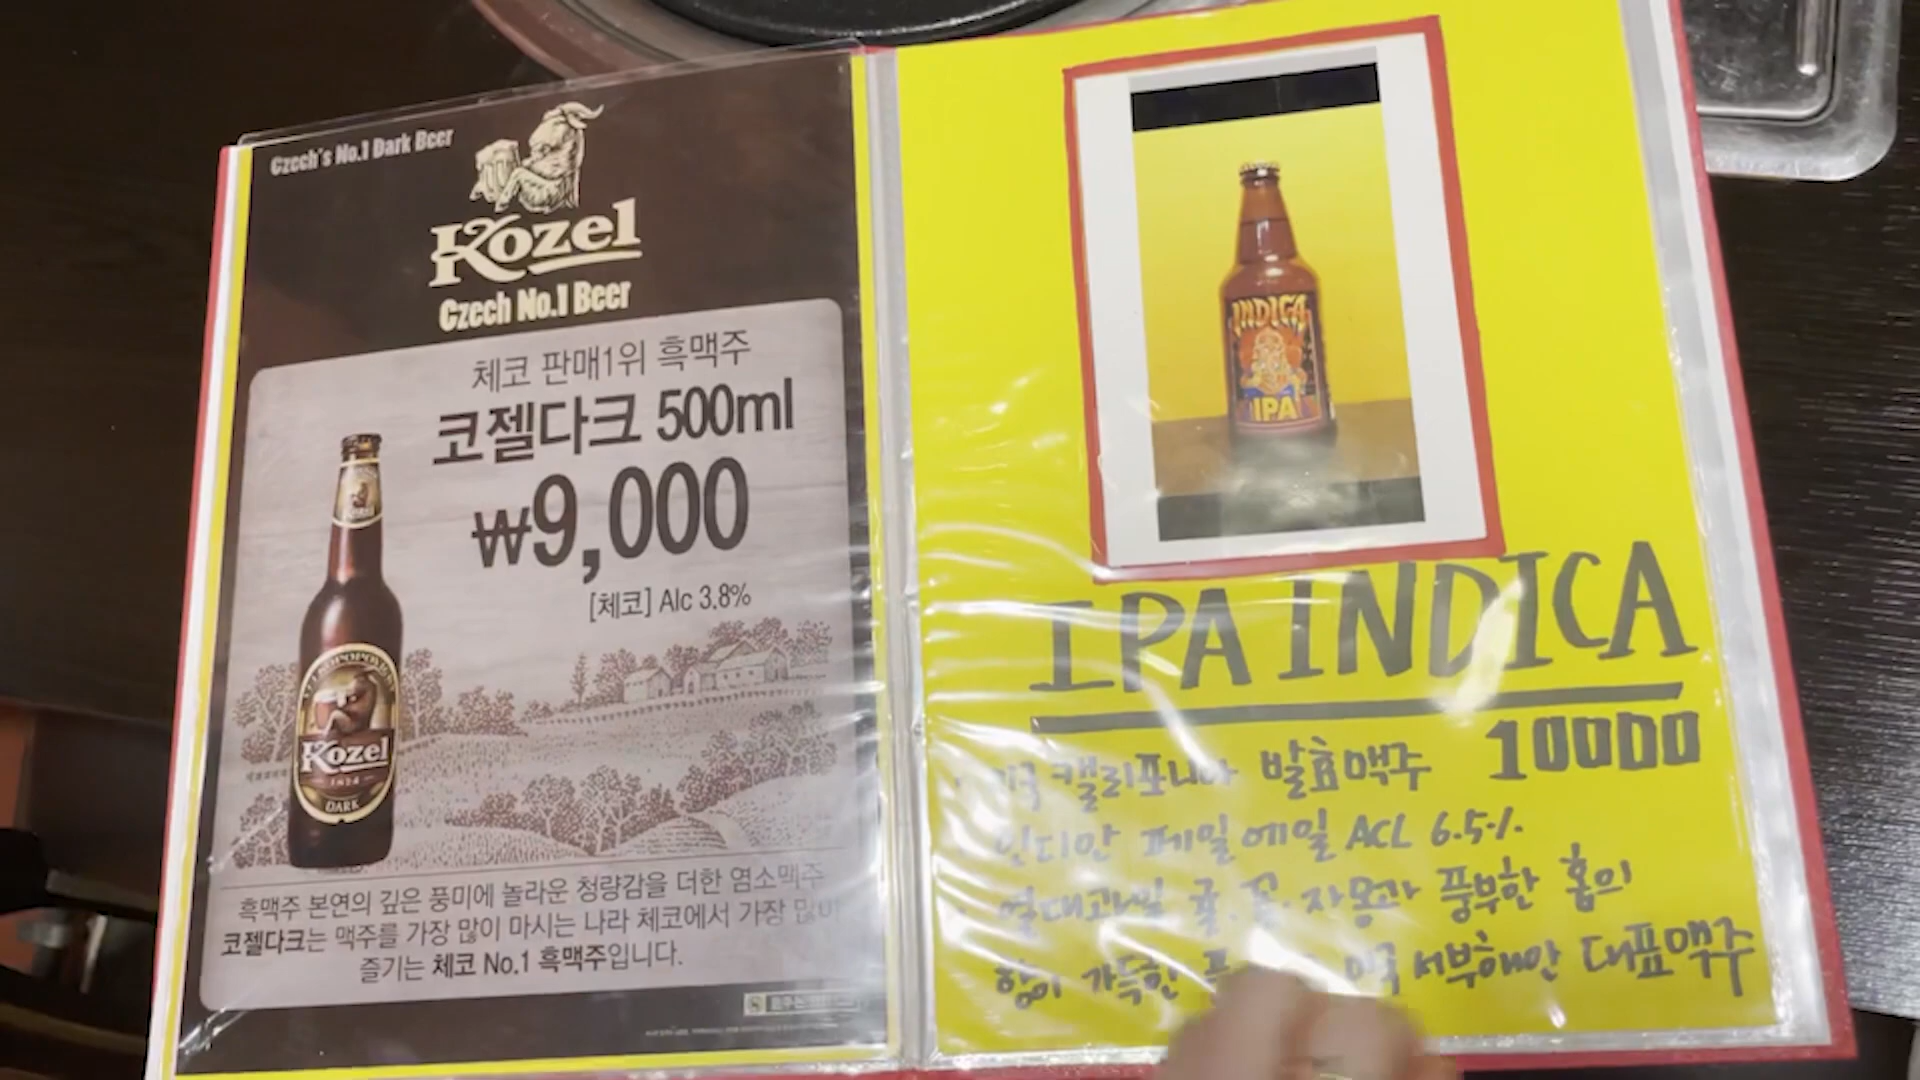 Czech's No.1 Dark Beer
Kozel
Czech No.1 Beer
체코 판매1위 흑맥주
코젤다크 500ml
₩9,000
[체코] Alc 3.8%
Kozel
Kozel
DARK
흑맥주 본연의 깊은 풍미에 놀라운 청량감을 더한 염소맥주
코젤다크는 맥주를 가장 많이 마시는 나라 체코에서 가장 많이
즐기는 체코 No.1 흑맥주입니다.
INDICA
IPA
IPA INDICA
미국 캘리포니아 발효맥주 10000
인디안 페일에일 ACL 6.5%
열대과일 귤, 자몽과 풍부한 홉의
향이 가득한 미국 서부해안 대표맥주